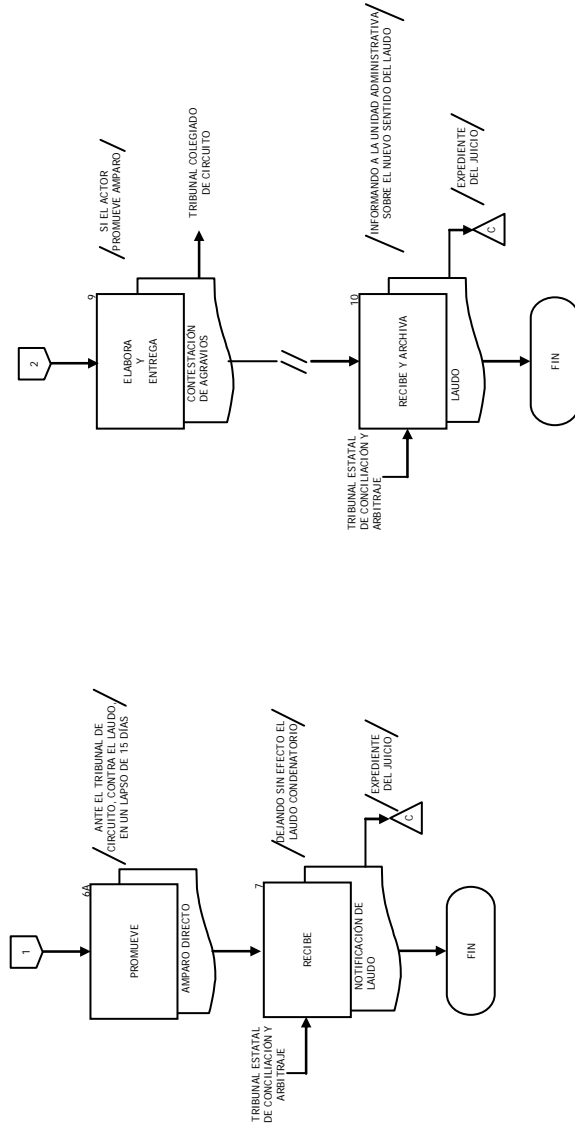 1
6A
PROMUEVE
AMPARO DIRECTO
ANTE EL TRIBUNAL DE
CIRCUITO, CONTRA EL LAUDO,
EN UN LAPSO DE 15 DÍAS
7
RECIBE
NOTIFICACIÓN DE
LAUDO
TRIBUNAL ESTATAL
DE CONCILIACIÓN Y
ARBITRAJE
DEJANDO SIN EFECTO EL
LAUDO CONDENATORIO
EXPEDIENTE
DEL JUICIO
C
FIN
2
9
ELABORA
Y
ENTREGA
CONTESTACIÓN
DE AGRAVIOS
SI EL ACTOR
PROMUEVE AMPARO
TRIBUNAL COLEGIADO
DE CIRCUITO
10
RECIBE Y ARCHIVA
LAUDO
TRIBUNAL ESTATAL
DE CONCILIACIÓN Y
ARBITRAJE
INFORMANDO A LA UNIDAD ADMINISTRATIVA
SOBRE EL NUEVO SENTIDO DEL LAUDO
EXPEDIENTE
DEL JUICIO
C
FIN